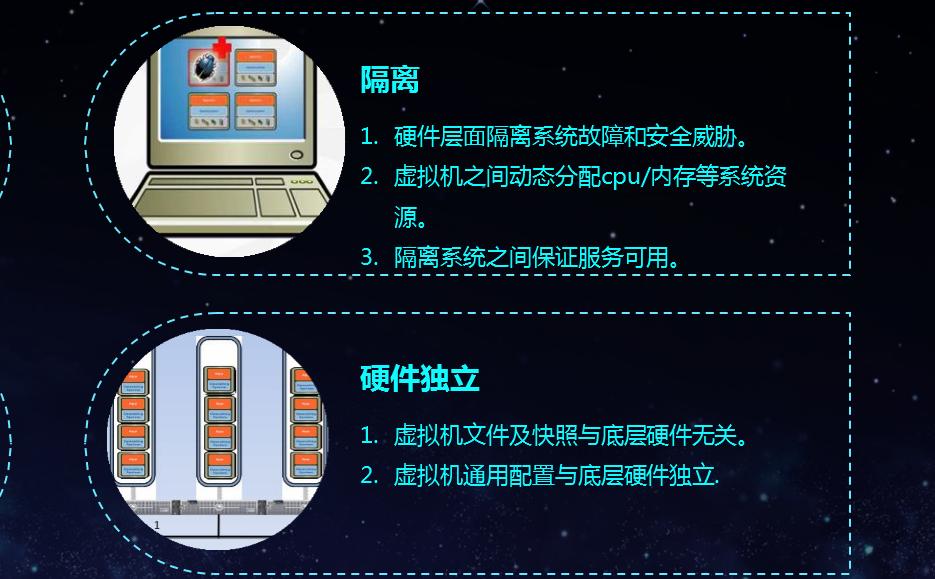 隔离
1. 硬件层面隔离系统故障和安全威胁。
2. 虚拟机之间动态分配cpu/内存等系统资
源。
3. 隔离系统之间保证服务可用。
硬件独立
1. 虚拟机文件及快照与底层硬件无关。
2. 虚拟机通用配置与底层硬件独立.
1